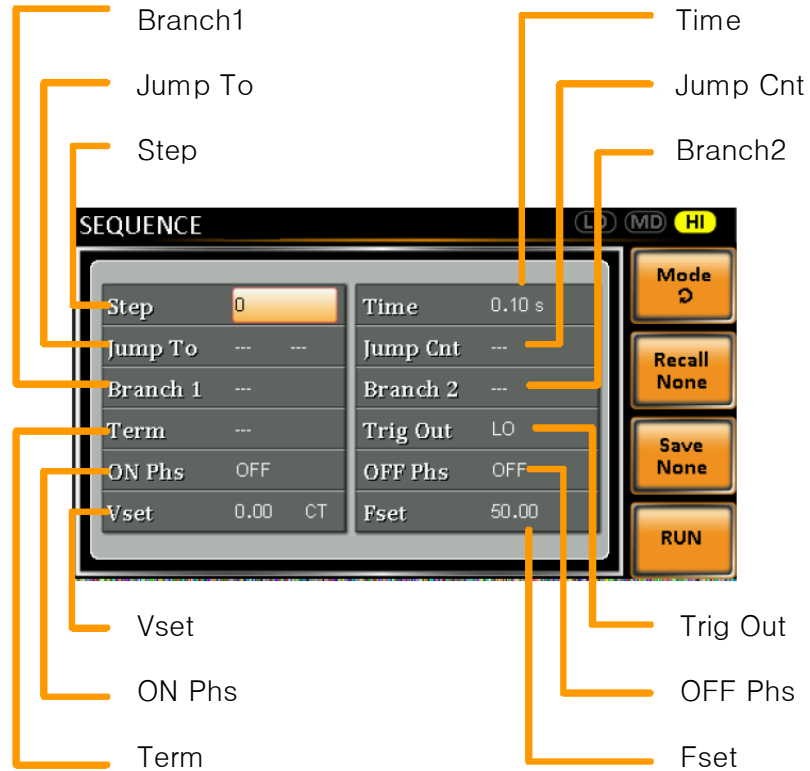 Branch1
Time
Jump To
Jump Cnt
Step
Branch2
SEQUENCE
LO MD HI
Step 0 Time 0.10 s
Jump To --- --- Jump Cnt ---
Branch 1 --- Branch 2 ---
Term --- Trig Out LO
ON Phs OFF OFF Phs OFF
Vset 0.00 CT Fset 50.00
Mode
Recall
None
Save
None
RUN
Vset
Trig Out
ON Phs
OFF Phs
Term
Fset